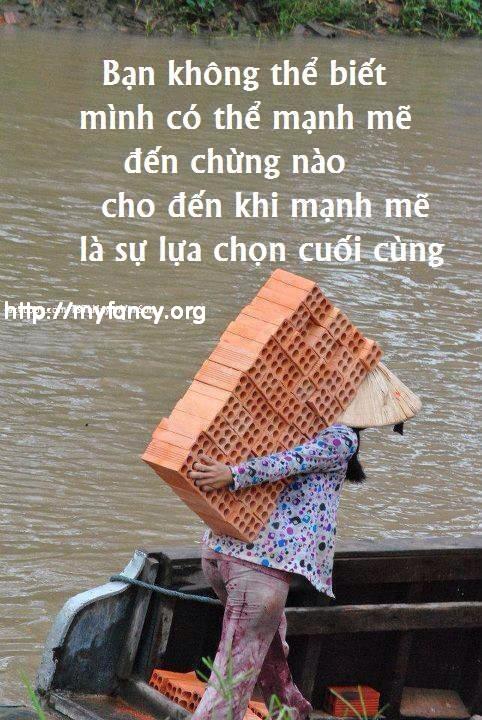 Bạn không thể biết
mình có thể mạnh mẽ
đến chừng nào
cho đến khi mạnh mẽ
là sự lựa chọn cuối cùng
http://myfancy.org